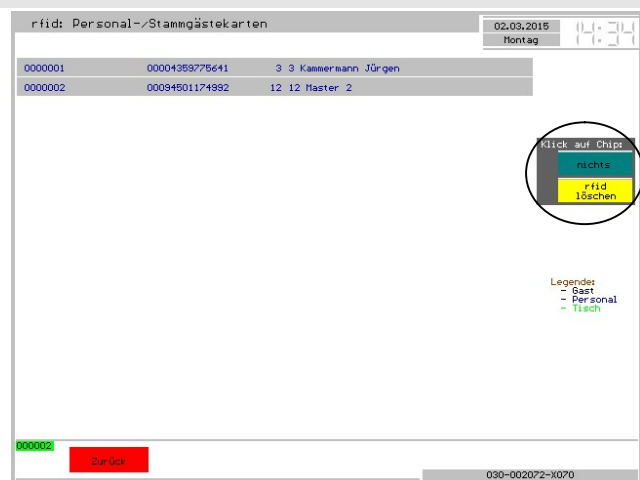 rfid: Personal-/Stammgästekarten
02.03.2015
Montag
14:34
0000001 00004359775641 3 3 Kammermann Jürgen
0000002 00094501174992 12 12 Master 2
Klick auf Chip:
nichts
rfid
löschen
Legende:
- Gast
- Personal
- Tisch
000002
Zurück
030-002072-X070